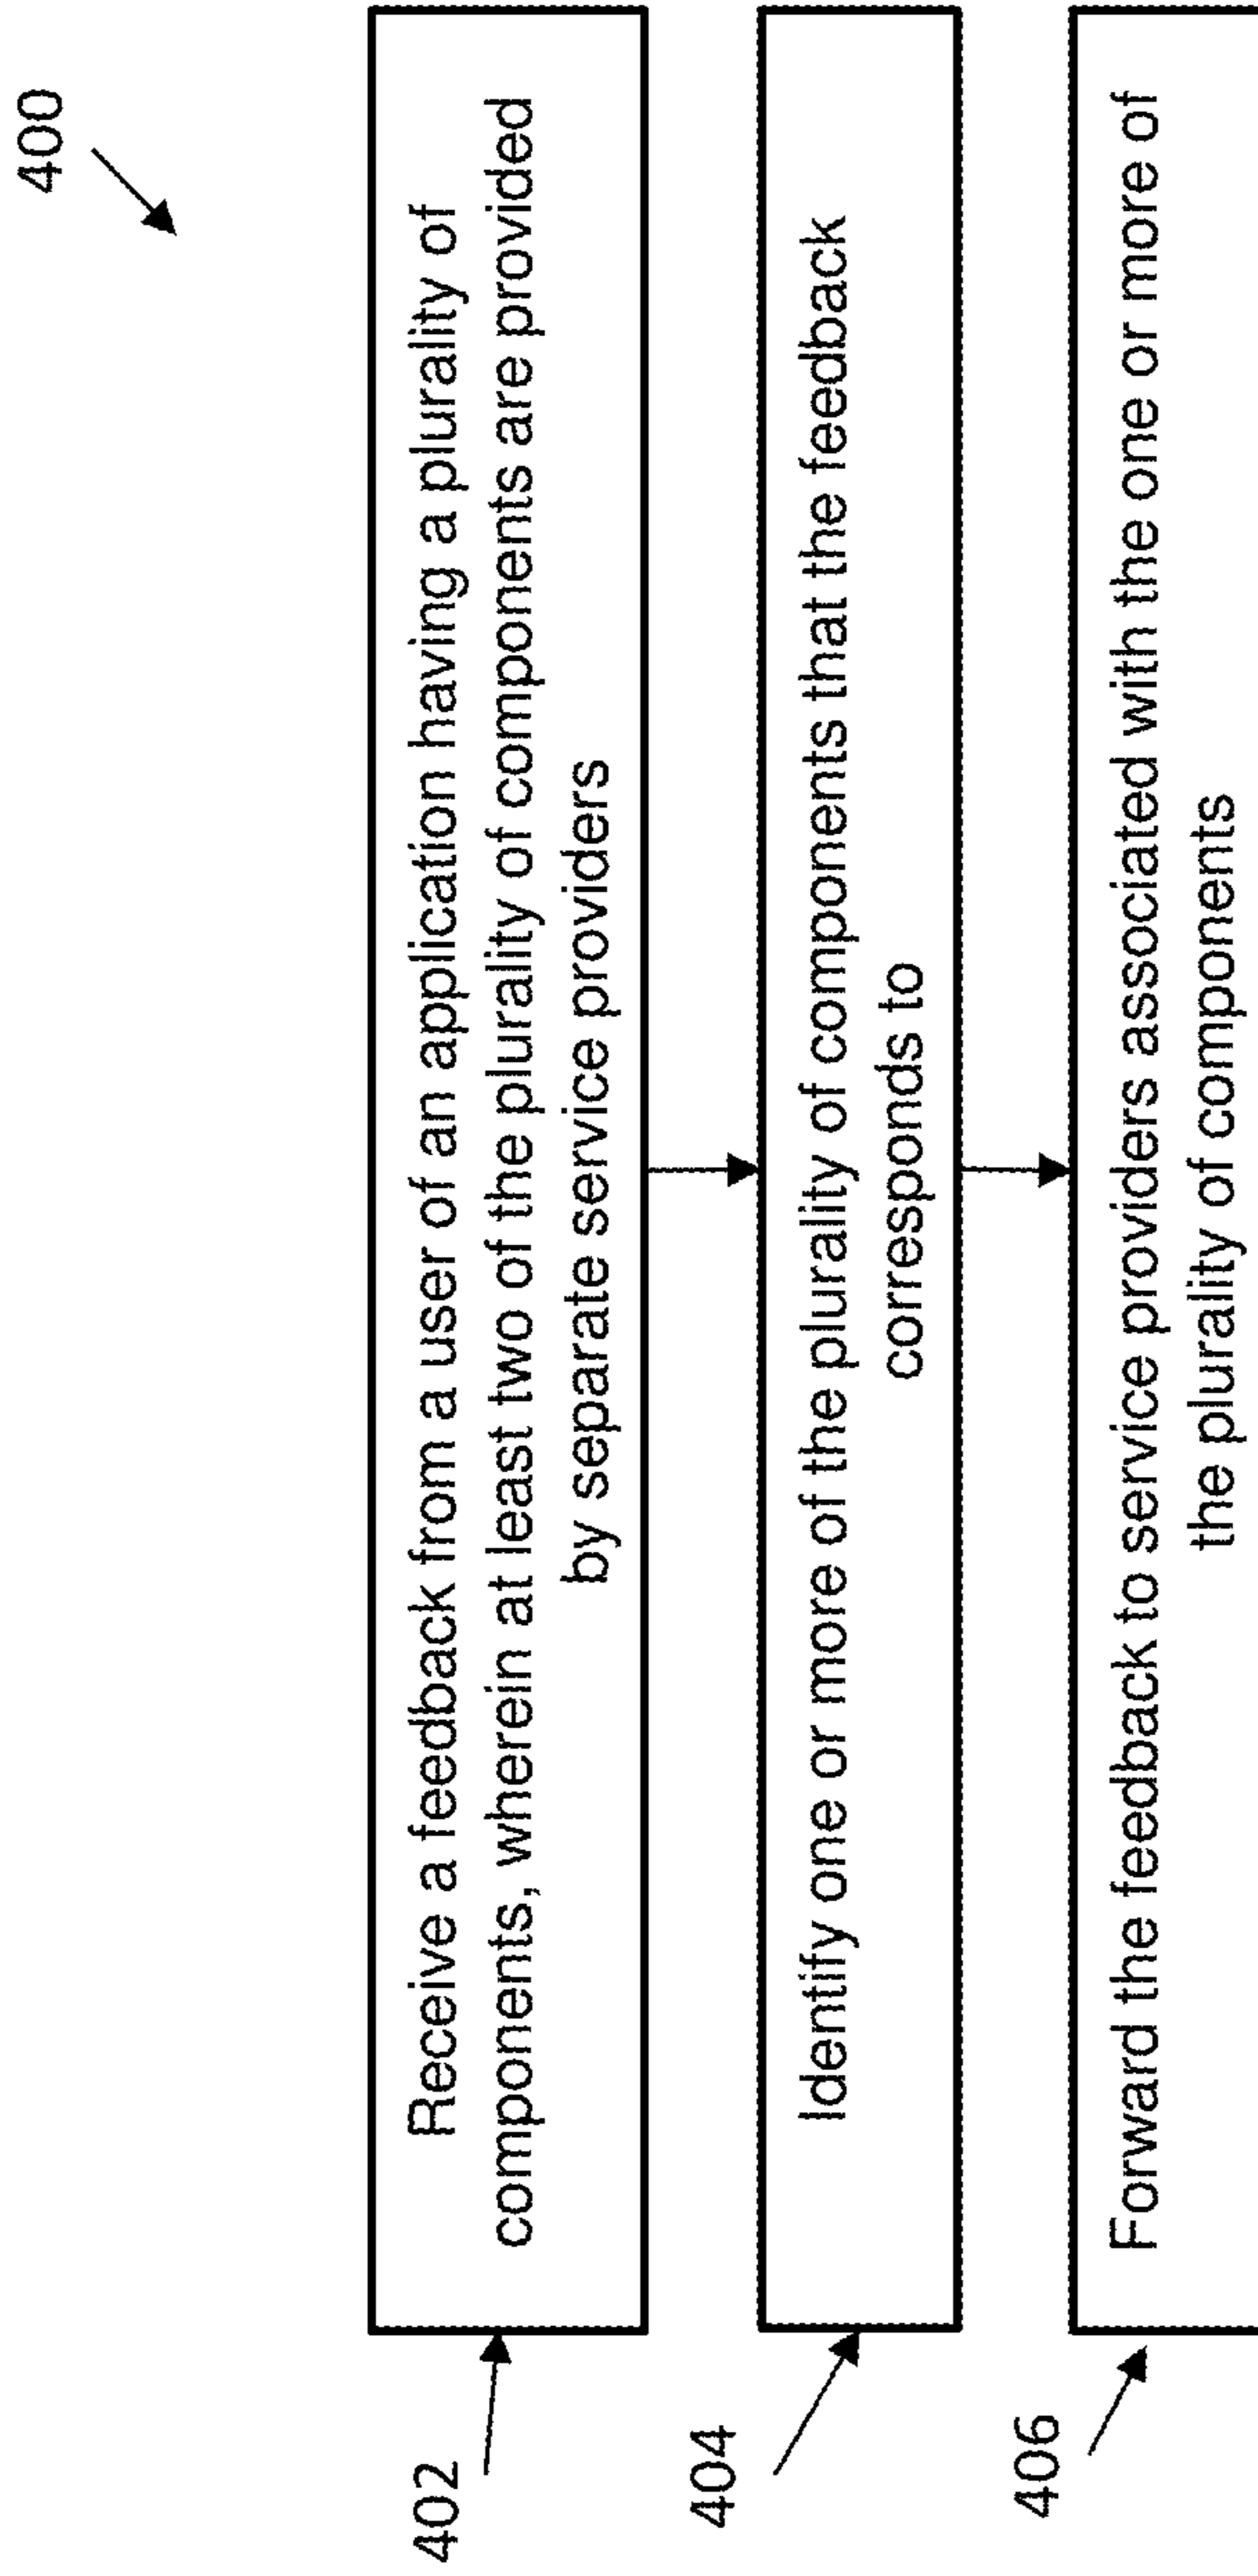 400
402
Receive a feedback from a user of an application having a plurality of
components, wherein at least two of the plurality of components are provided
by separate service providers
404
Identify one or more of the plurality of components that the feedback
corresponds to
406
Forward the feedback to service providers associated with the one or more of
the plurality of components